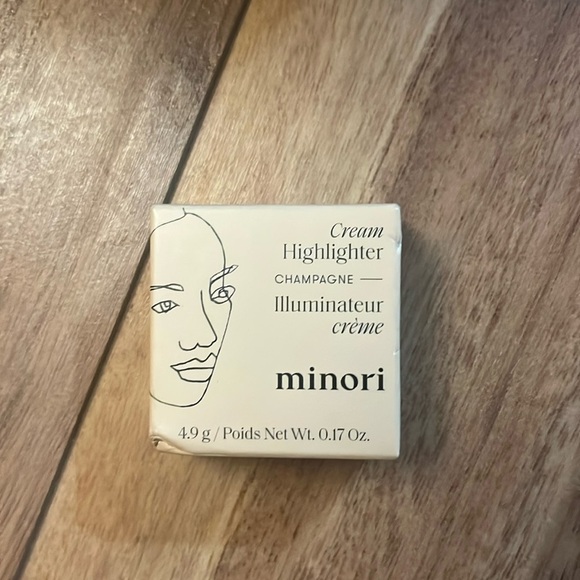 Cream
Highlighter
CHAMPAGNE —
Illuminateur
crème
minori
4.9 g / Poids Net Wt. 0.17 Oz.